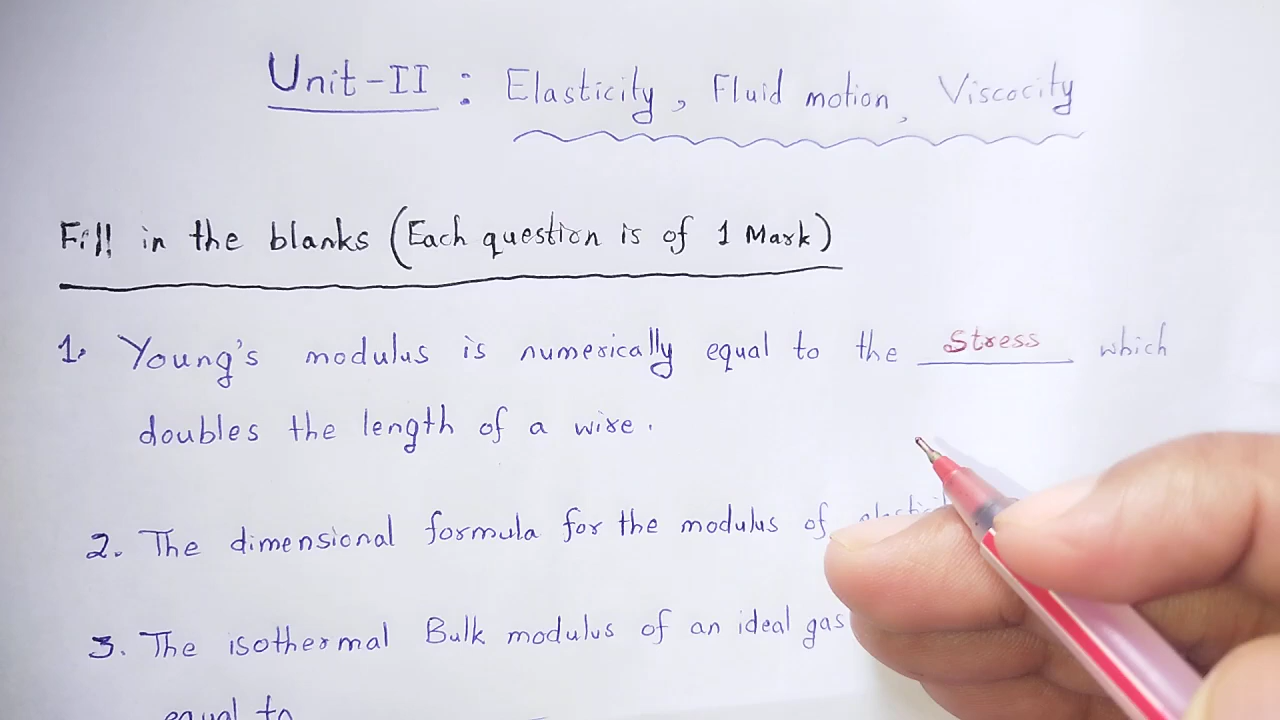 Unit-II : Elasticity, Fluid motion, Viscocity
Fill in the blanks (Each question is of 1 Mark)
1. Young's modulus is numerically equal to the Stress which
doubles the length of a wire.
2. The dimensional formula for the modulus of
3. The isothermal Bulk modulus of an ideal gas
equal to